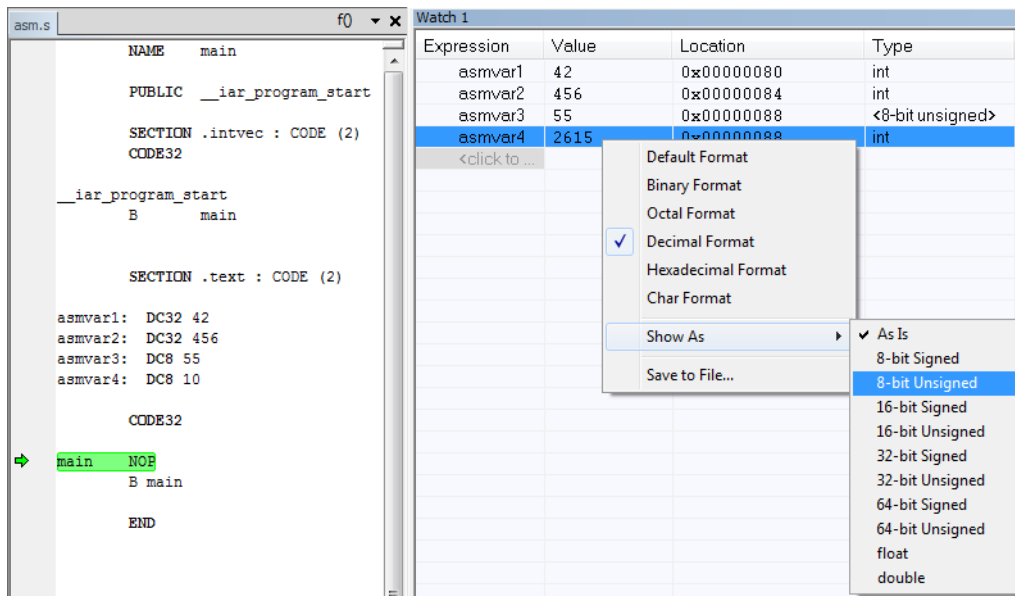 asm.s
f()
NAME main
PUBLIC __iar_program_start
SECTION .intvec : CODE (2)
CODE32
__iar_program_start
B main
SECTION .text : CODE (2)
asmvar1: DC32 42
asmvar2: DC32 456
asmvar3: DC8 55
asmvar4: DC8 10
CODE32
main NOP
B main
END
Watch 1
Expression Value Location Type
asmvar1 42 0x00000080 int
asmvar2 456 0x00000084 int
asmvar3 55 0x00000088 <8-bit unsigned>
asmvar4 2615 0x00000088 int
<click to ...
Default Format
Binary Format
Octal Format
Decimal Format
Hexadecimal Format
Char Format
Show As
Save to File...
As Is
8-bit Signed
8-bit Unsigned
16-bit Signed
16-bit Unsigned
32-bit Signed
32-bit Unsigned
64-bit Signed
64-bit Unsigned
float
double